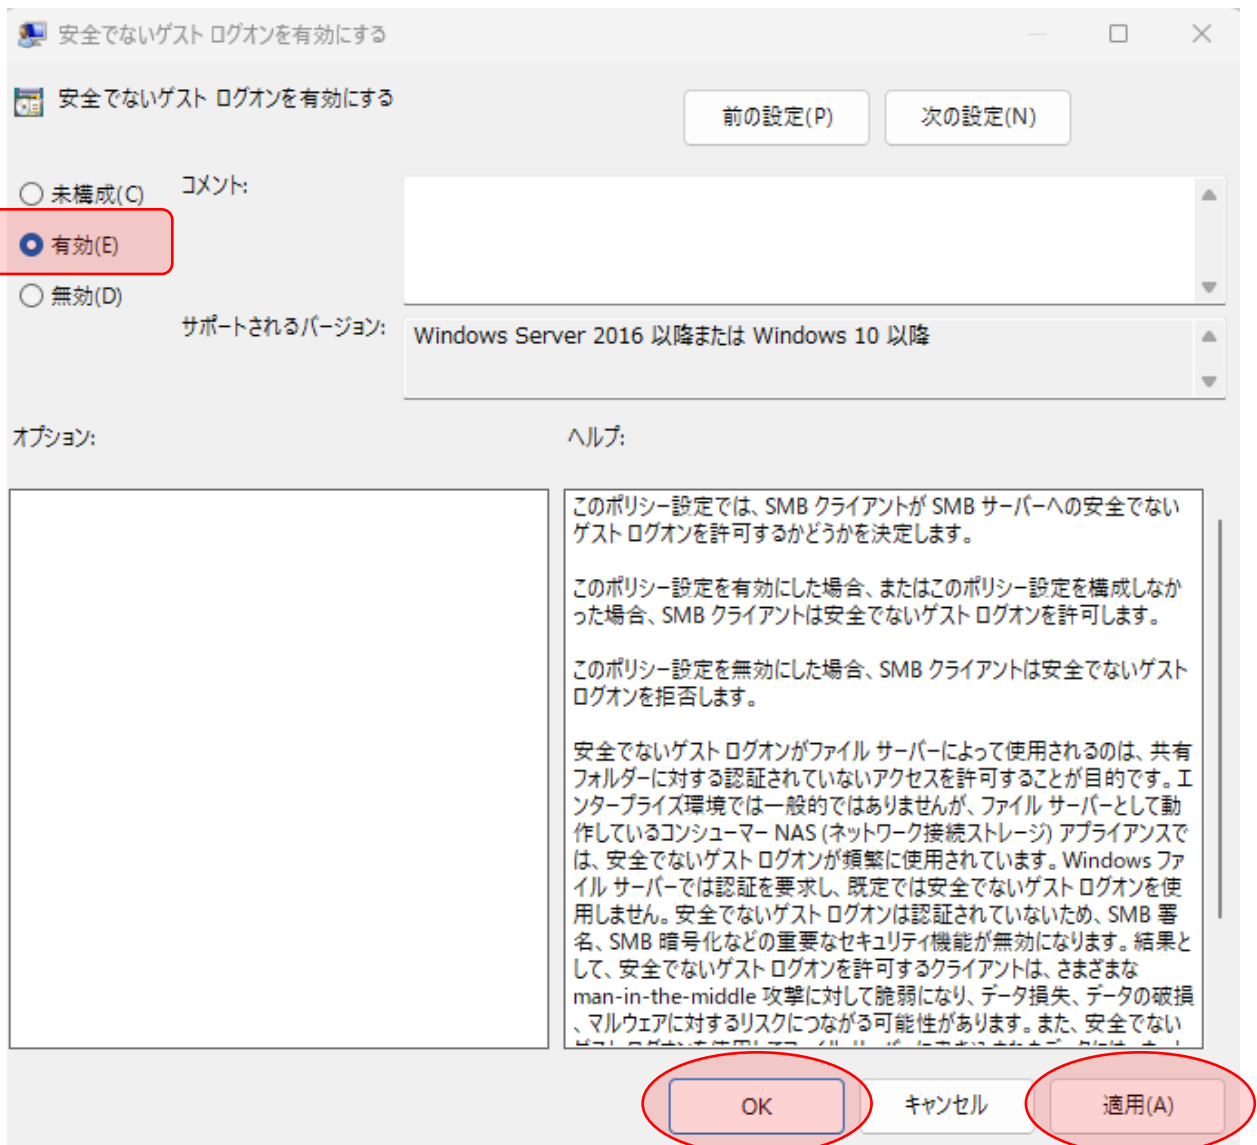 安全でないゲスト ログオンを有効にする
安全でないゲスト ログオンを有効にする
前の設定(P)
次の設定(N)
未構成(C)
コメント:
有効(E)
無効(D)
サポートされるバージョン:
Windows Server 2016 以降または Windows 10 以降
オプション:
ヘルプ:
このポリシー設定では、SMB クライアントが SMB サーバーへの安全でない
ゲスト ログオンを許可するかどうかを決定します。
このポリシー設定を有効にした場合、またはこのポリシー設定を構成しなか
った場合、SMB クライアントは安全でないゲスト ログオンを許可します。
このポリシー設定を無効にした場合、SMB クライアントは安全でないゲスト
ログオンを拒否します。
安全でないゲスト ログオンがファイル サーバーによって使用されるのは、共有
フォルダーに対する認証されていないアクセスを許可することが目的です。エ
ンタープライズ環境では一般的ではありませんが、ファイル サーバーとして動
作しているコンシューマー NAS (ネットワーク接続ストレージ) アプライアンスで
は、安全でないゲスト ログオンが頻繁に使用されています。Windows ファ
イル サーバーでは認証を要求し、既定では安全でないゲスト ログオンを使
用しません。安全でないゲスト ログオンは認証されていないため、SMB 署
名、SMB 暗号化などの重要なセキュリティ機能が無効になります。結果と
して、安全でないゲスト ログオンを許可するクライアントは、さまざまな
man-in-the-middle 攻撃に対して脆弱になり、データ損失、データの破損
、マルウェアに対するリスクにつながる可能性があります。また、安全でない
OK
キャンセル
適用(A)